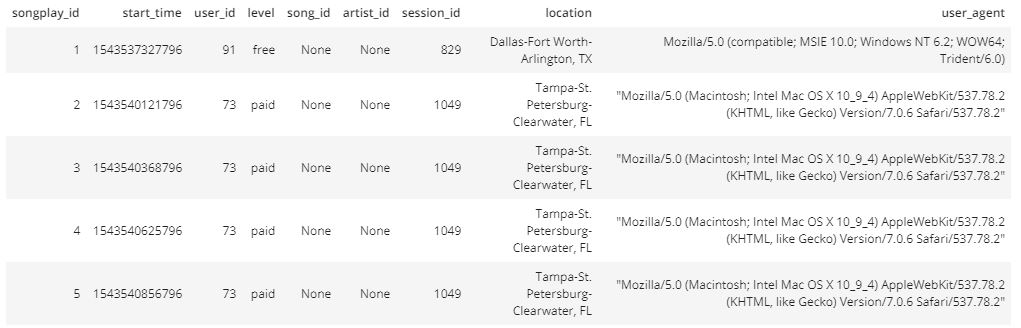 songplay_id start_time user_id level song_id artist_id session_id location user_agent
1 1543537327796 91 free None None 829 Dallas-Fort Worth-
Arlington, TX
Mozilla/5.0 (compatible; MSIE 10.0; Windows NT 6.2; WOW64;
Trident/6.0)
2 1543540121796 73 paid None None 1049 Tampa-St.
Petersburg-
Clearwater, FL
"Mozilla/5.0 (Macintosh; Intel Mac OS X 10_9_4) AppleWebKit/537.78.2
(KHTML, like Gecko) Version/7.0.6 Safari/537.78.2"
3 1543540368796 73 paid None None 1049 Tampa-St.
Petersburg-
Clearwater, FL
"Mozilla/5.0 (Macintosh; Intel Mac OS X 10_9_4) AppleWebKit/537.78.2
(KHTML, like Gecko) Version/7.0.6 Safari/537.78.2"
4 1543540625796 73 paid None None 1049 Tampa-St.
Petersburg-
Clearwater, FL
"Mozilla/5.0 (Macintosh; Intel Mac OS X 10_9_4) AppleWebKit/537.78.2
(KHTML, like Gecko) Version/7.0.6 Safari/537.78.2"
5 1543540856796 73 paid None None 1049 Tampa-St.
Petersburg-
Clearwater, FL
"Mozilla/5.0 (Macintosh; Intel Mac OS X 10_9_4) AppleWebKit/537.78.2
(KHTML, like Gecko) Version/7.0.6 Safari/537.78.2"